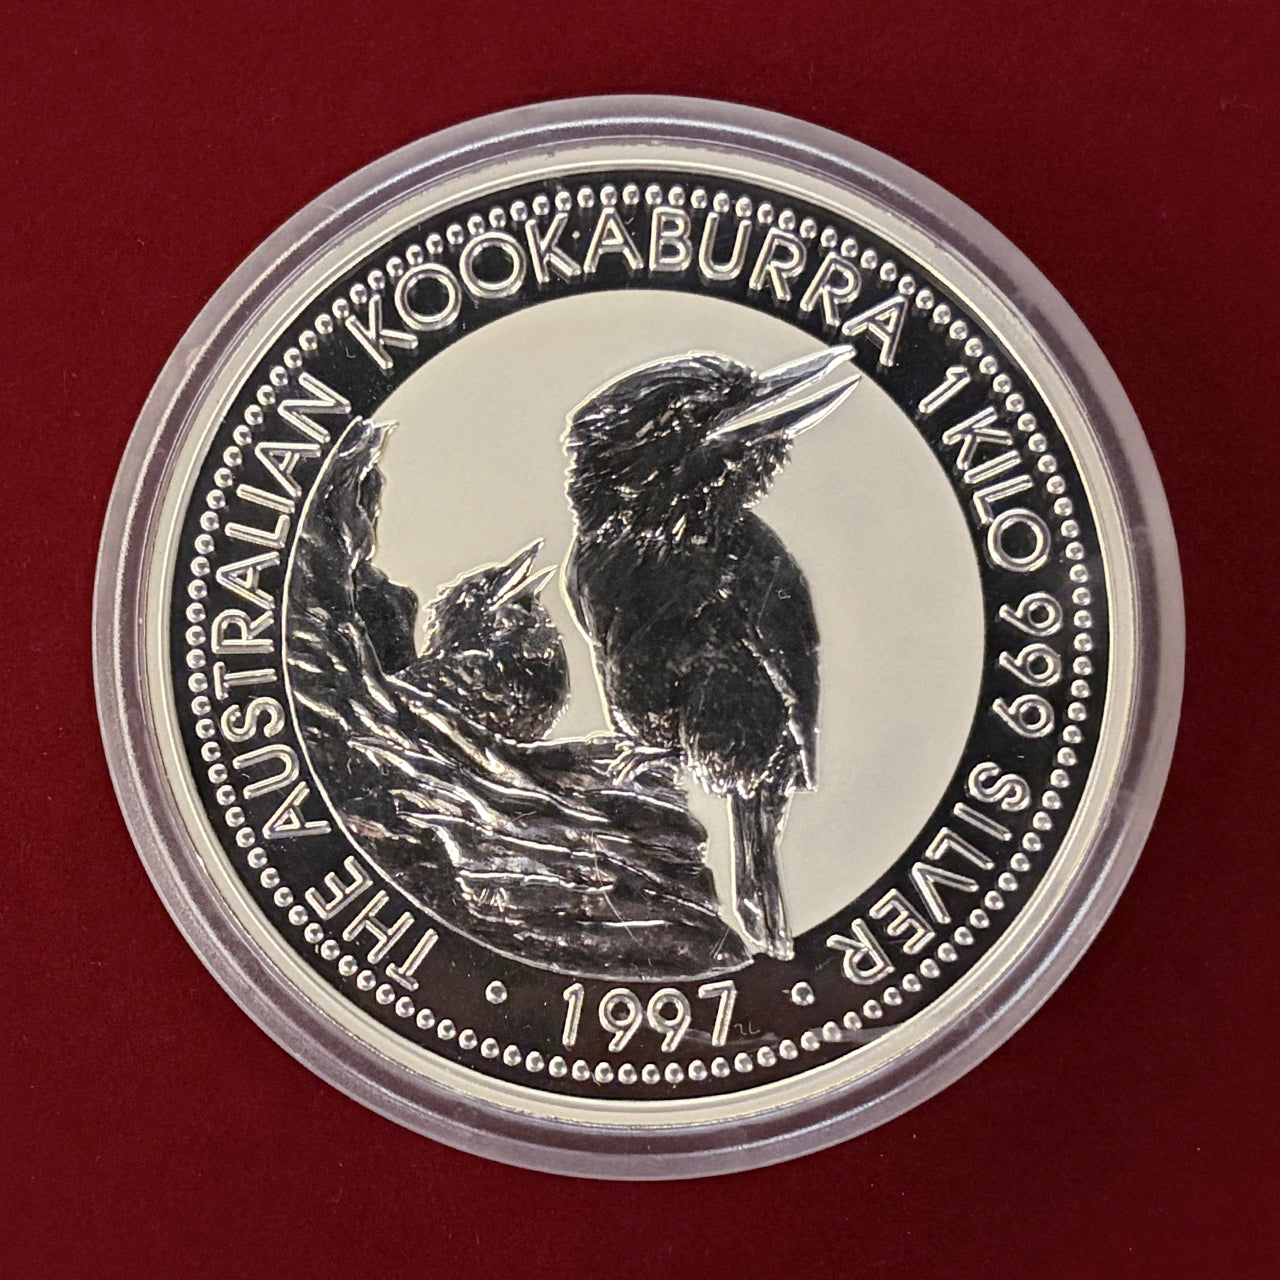 THE AUSTRALIAN KOOKABURRA 1 KILO 999 SILVER
· 1997 ·